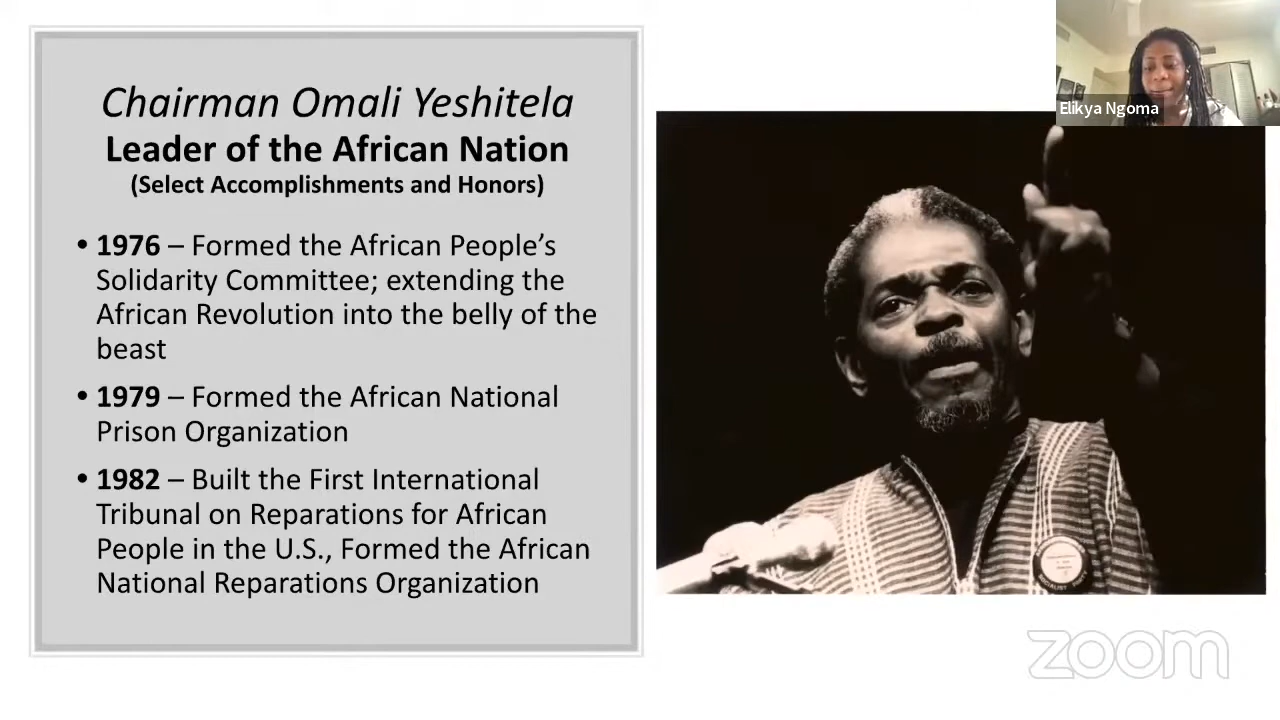 Chairman Omali Yeshitela
Leader of the African Nation
(Select Accomplishments and Honors)
• 1976 – Formed the African People’s
Solidarity Committee; extending the
African Revolution into the belly of the
beast
• 1979 – Formed the African National
Prison Organization
• 1982 – Built the First International
Tribunal on Reparations for African
People in the U.S., Formed the African
National Reparations Organization
Elikya Ngoma
SOCIALIST
zoom